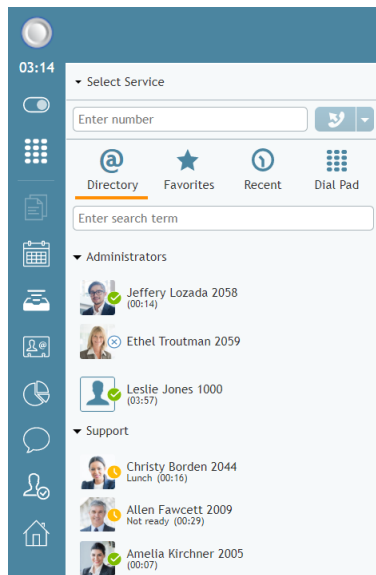 03:14
Select Service
Enter number
@
Directory Favorites Recent Dial Pad
Enter search term
Administrators
Jeffery Lozada 2058
(00:14)
Ethel Troutman 2059
Leslie Jones 1000
(03:57)
Support
Christy Borden 2044
Lunch (00:16)
Allen Fawcett 2009
Not ready (00:29)
Amelia Kirchner 2005
(00:07)